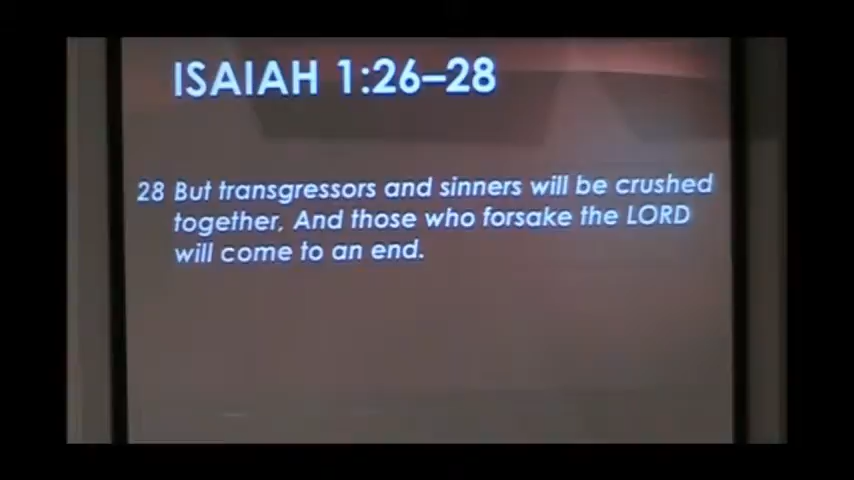 ISAIAH 1:26–28
28 But transgressors and sinners will be crushed
together, And those who forsake the LORD
will come to an end.